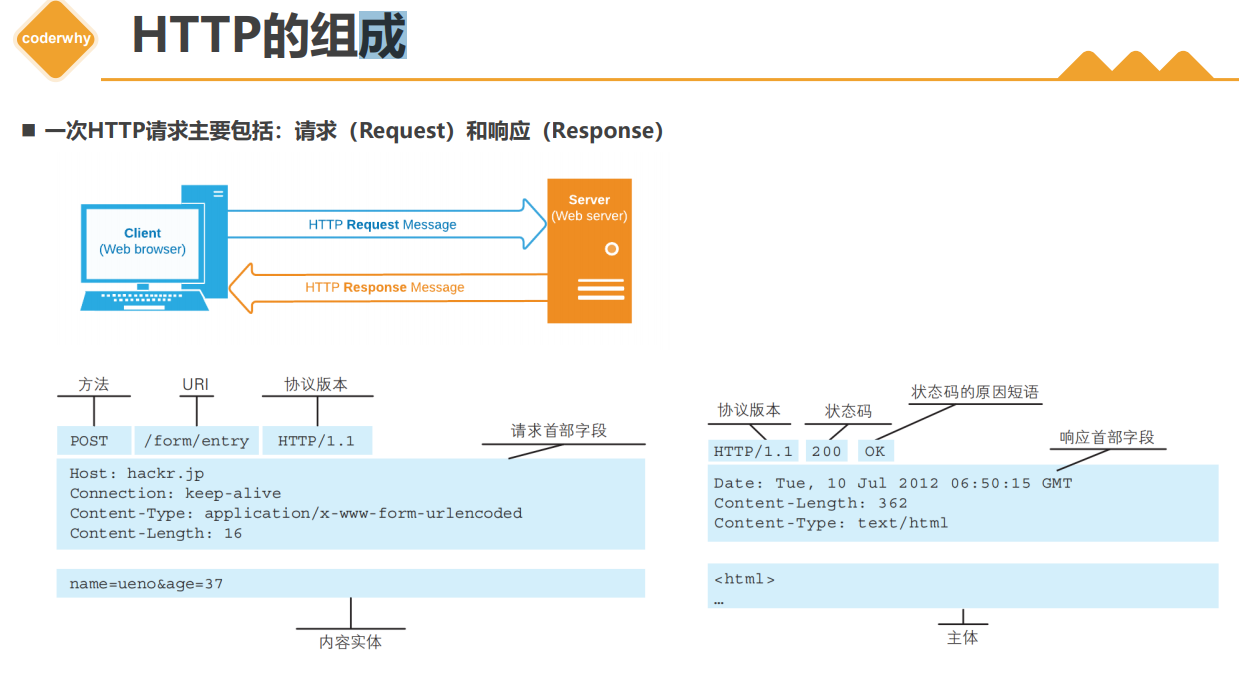 coderwhy
HTTP的组成
一次HTTP请求主要包括：请求（Request）和响应（Response）
Client
(Web browser)
HTTP Request Message
HTTP Response Message
Server
(Web server)
方法
URI
协议版本
POST
/form/entry
HTTP/1.1
请求首部字段
Host: hackr.jp
Connection: keep-alive
Content-Type: application/x-www-form-urlencoded
Content-Length: 16
name=ueno&age=37
内容实体
协议版本
状态码
状态码的原因短语
HTTP/1.1
200
OK
响应首部字段
Date: Tue, 10 Jul 2012 06:50:15 GMT
Content-Length: 362
Content-Type: text/html
<html>
…
主体